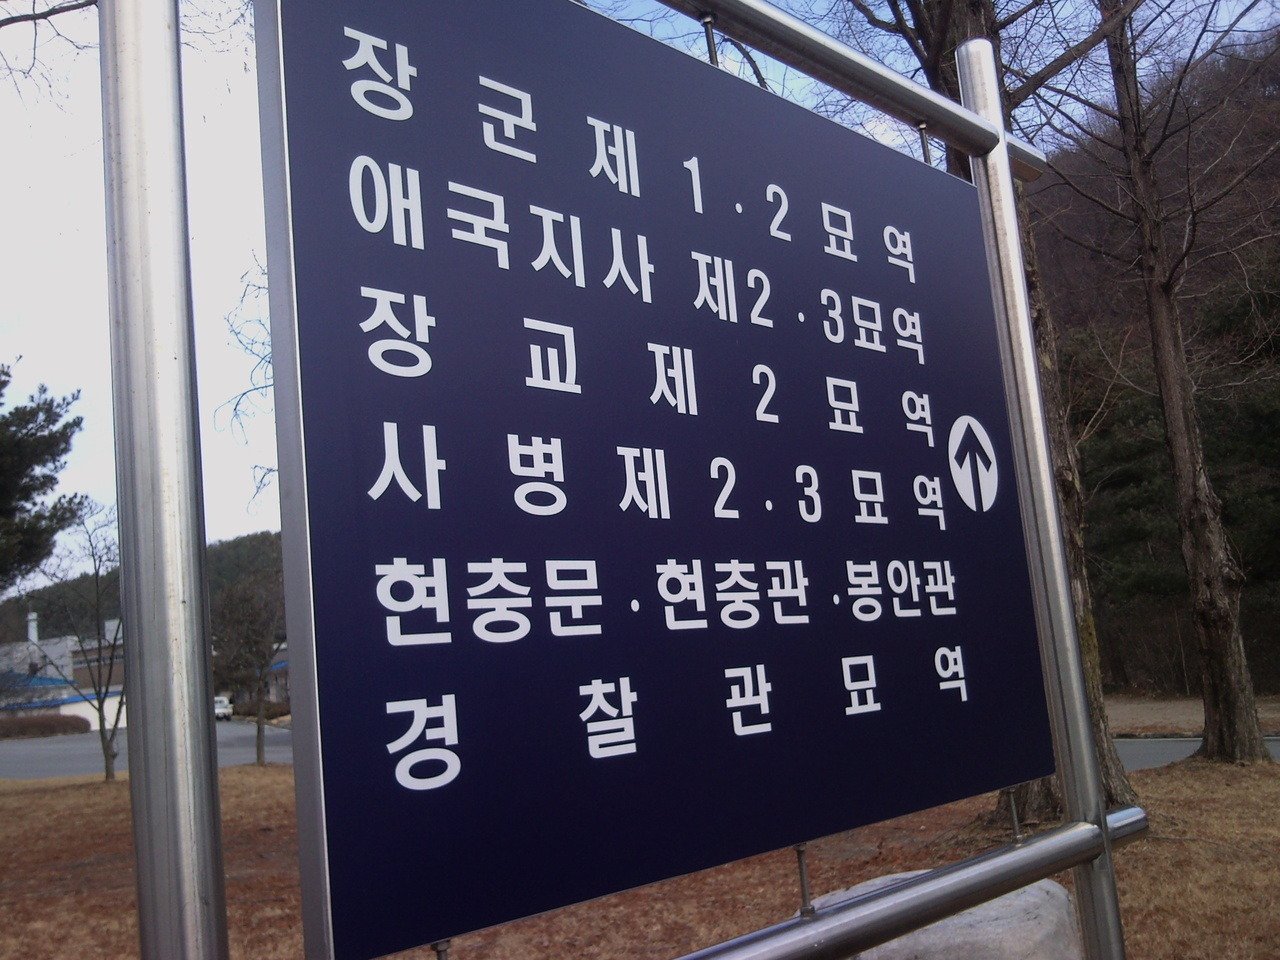 장군제1.2묘역
애국지사 제2.3묘역
장교제2묘역
사병제2.3묘역
현충문.현충관.봉안관
경찰관묘역